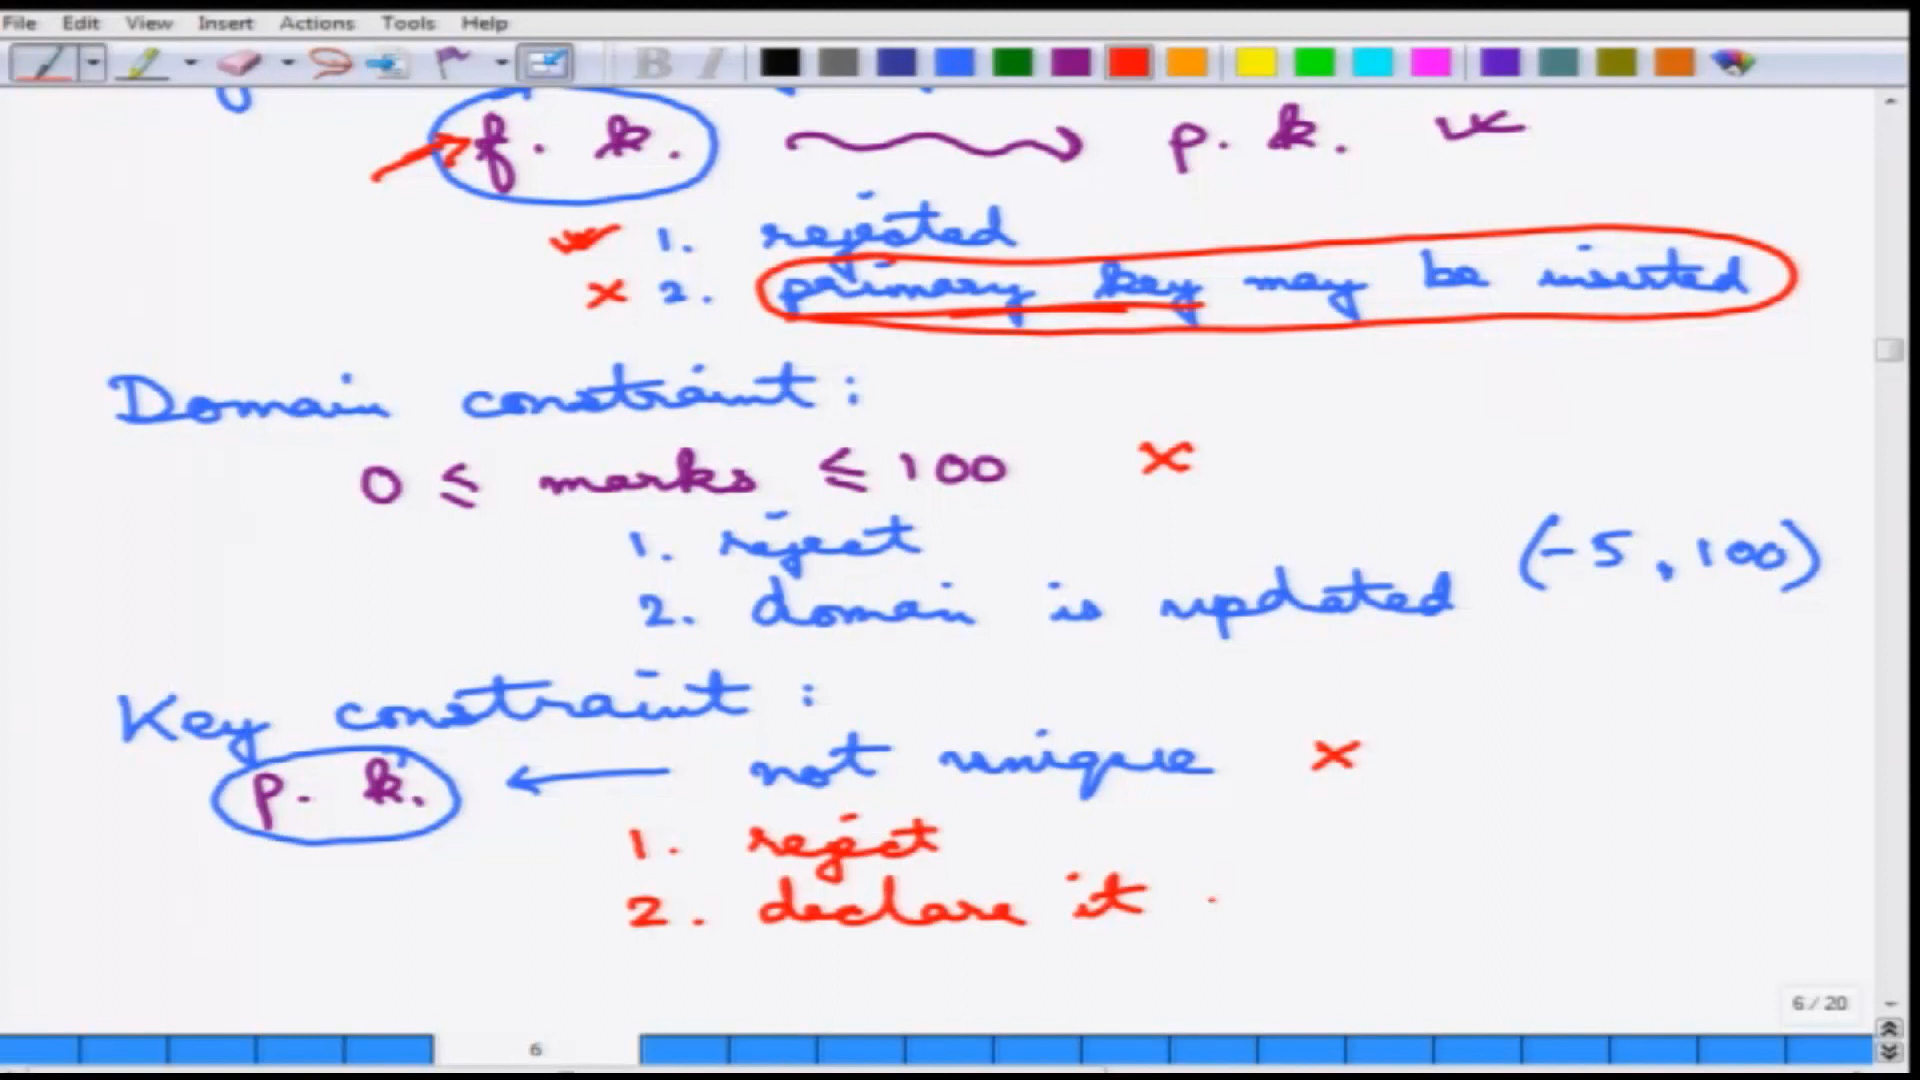 File Edit View Insert Actions Tools Help
B I
f. k. p. k.
1. rejected
2. primary key may be inserted
Domain constraint:
0 ≤ marks ≤ 100
1. reject
2. domain is updated (-5, 100)
Key constraint:
p. k. ← not unique ×
1. reject
2. declare it
6 / 20
6